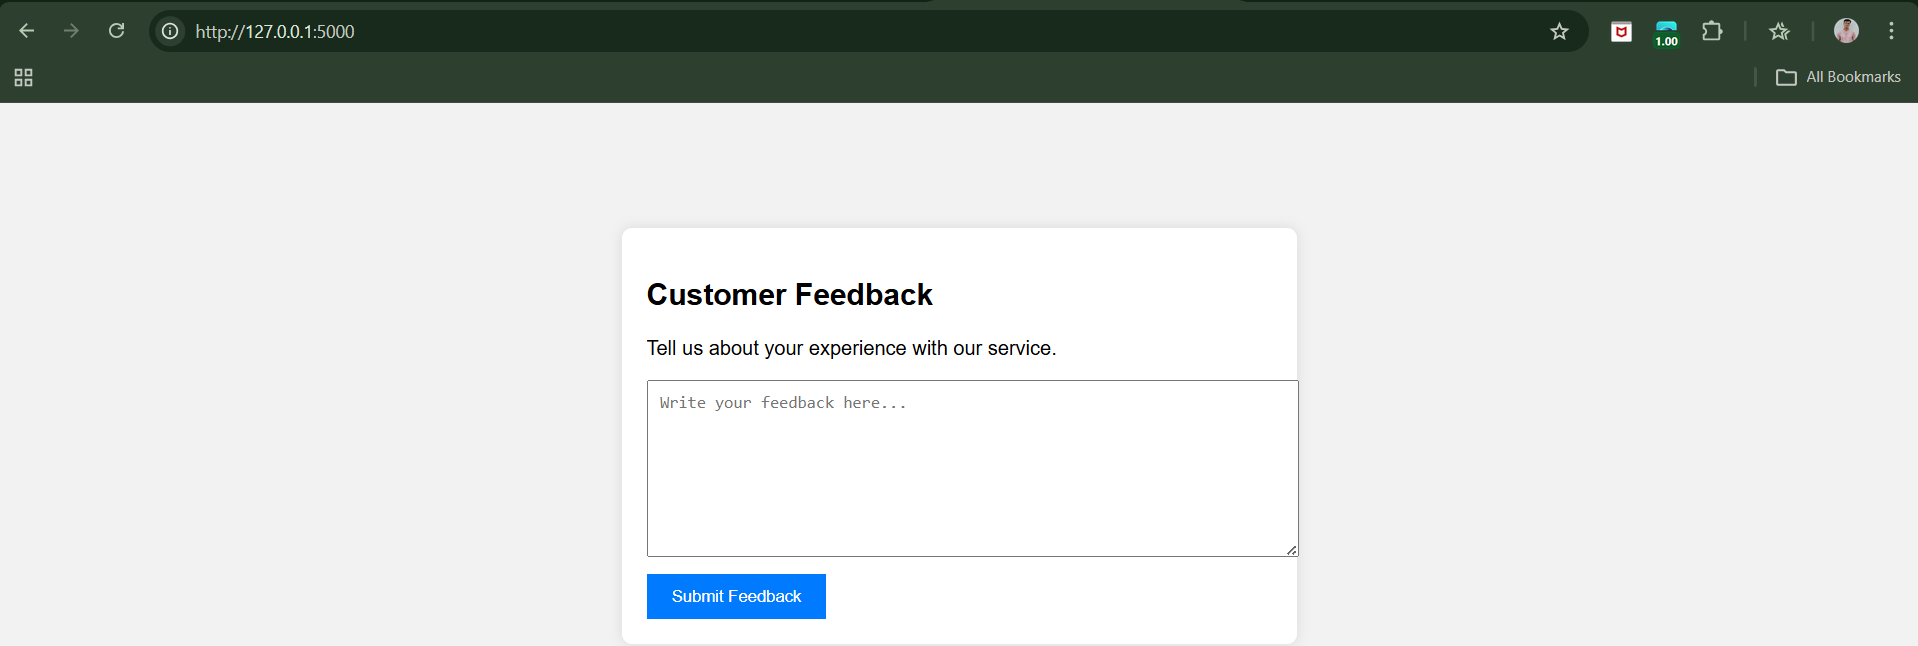 http://127.0.0.1:5000
1.00
All Bookmarks
Customer Feedback
Tell us about your experience with our service.
Write your feedback here...
Submit Feedback